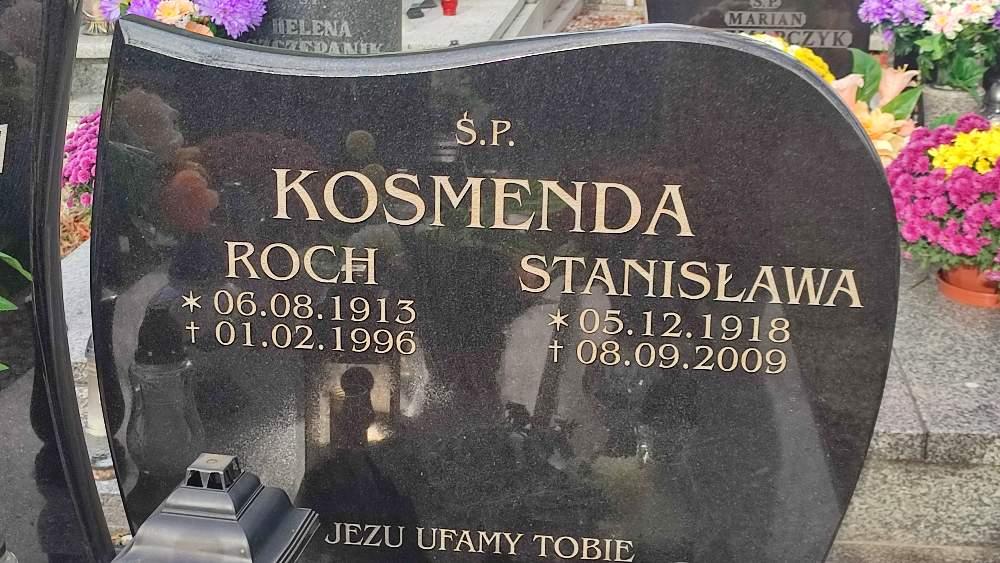 Ś.P.
HELENA
Ś.P.
MARIAN
Ś.P.
KOSMENDA
ROCH
✶ 06.08.1913
† 01.02.1996
STANISŁAWA
✶ 05.12.1918
† 08.09.2009
JEZU UFAMY TOBIE